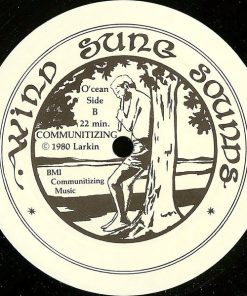 ·WIND SUNG SOUNDS·
O'cean
Side
B
22 min.
COMMUNITIZING
© 1980 Larkin
BMI
Communitizing
Music